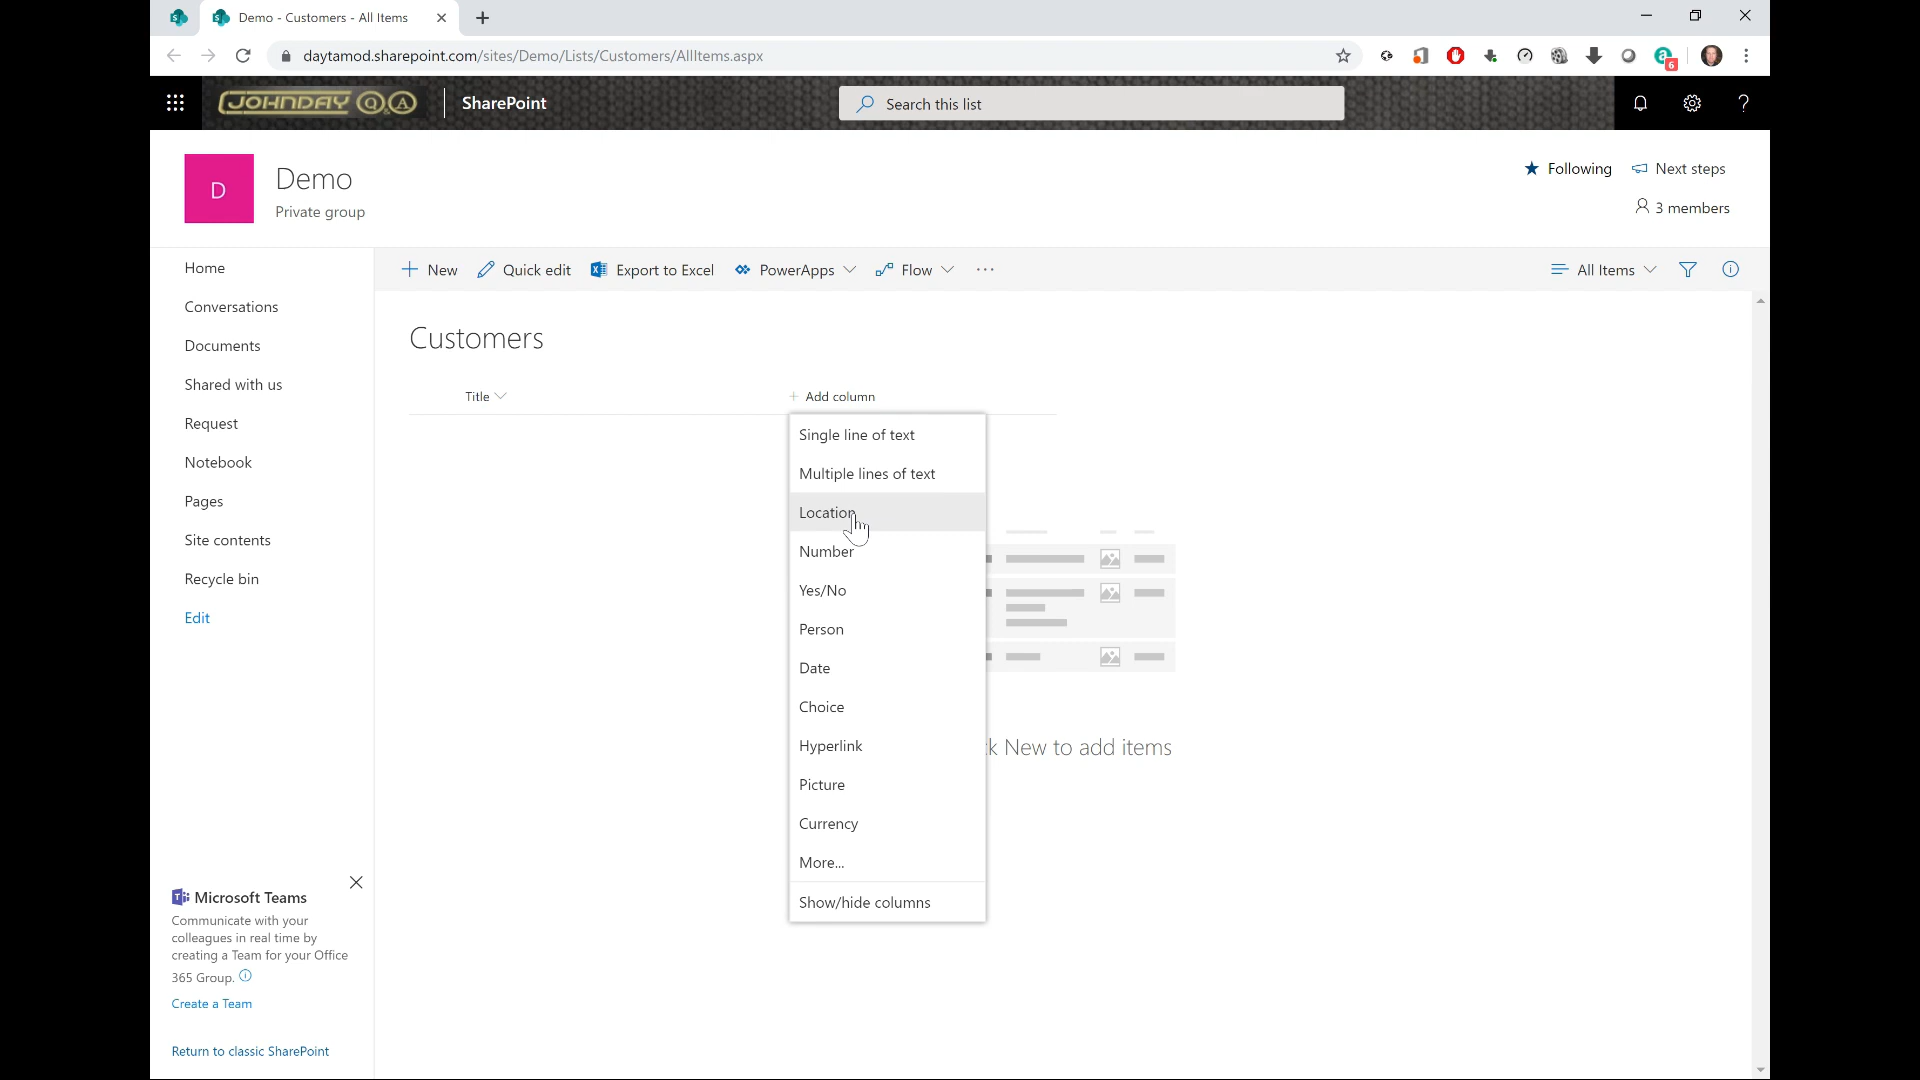 Demo - Customers - All Items
daytamod.sharepoint.com/sites/Demo/Lists/Customers/AllItems.aspx
6
JOHNDAY Q&A
SharePoint
Search this list
?
D
Demo
Private group
Following
Next steps
3 members
Home
Conversations
Documents
Shared with us
Request
Notebook
Pages
Site contents
Recycle bin
Edit
New
Quick edit
Export to Excel
PowerApps
Flow
All Items
Customers
Title
Add column
Single line of text
Multiple lines of text
Location
Number
Yes/No
Person
Date
Choice
Hyperlink
Picture
Currency
More...
Show/hide columns
New to add items
Microsoft Teams
Communicate with your
colleagues in real time by
creating a Team for your Office
365 Group.
Create a Team
Return to classic SharePoint